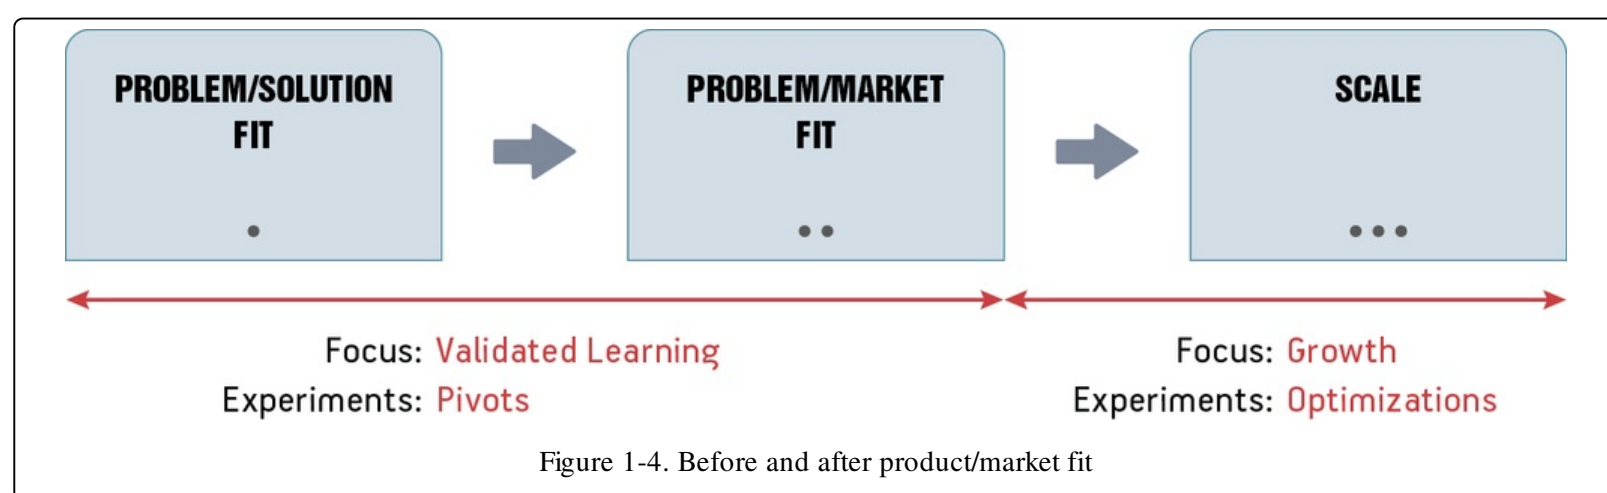 PROBLEM/SOLUTION
FIT
PROBLEM/MARKET
FIT
SCALE
Focus: Validated Learning
Experiments: Pivots
Focus: Growth
Experiments: Optimizations
Figure 1-4. Before and after product/market fit